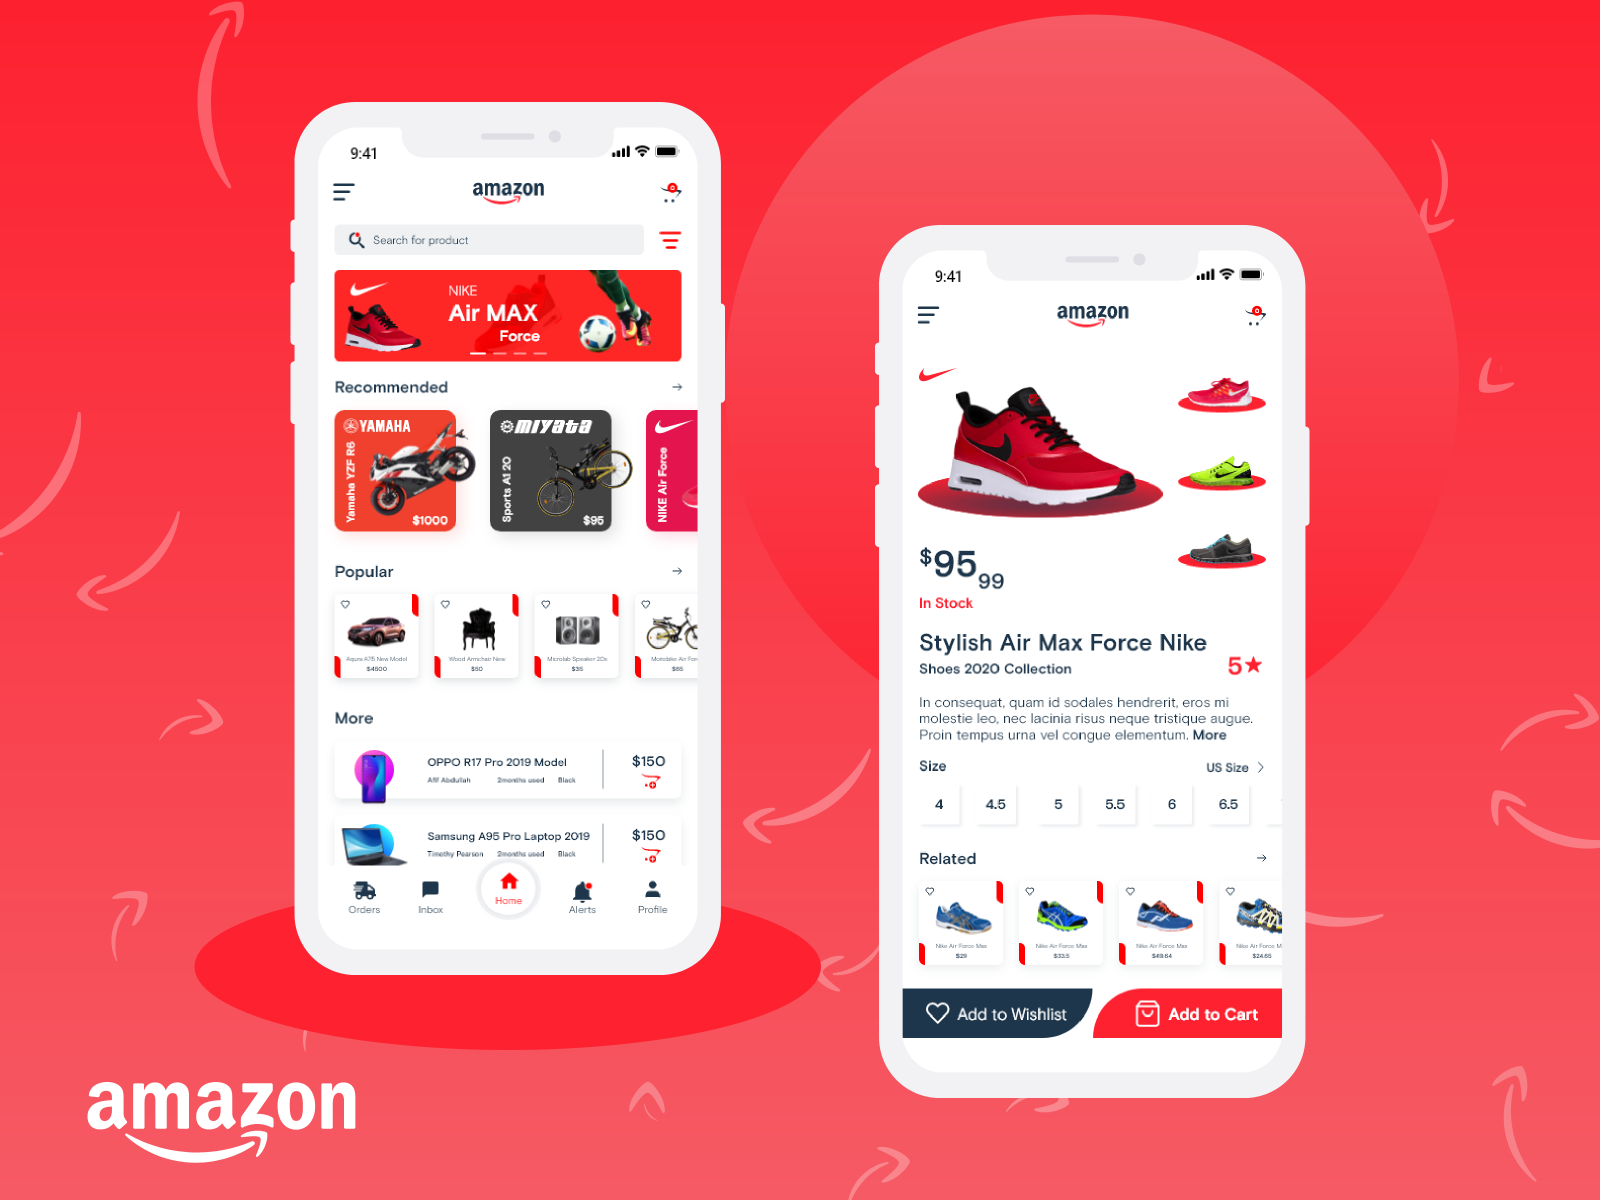 9:41
amazon
0
Search for product
NIKE
Air MAX
Force
Recommended
YAMAHA
Yamaha YZF R6
$1000
MIYATA
Sports A1 20
$95
NIKE Air Force
Popular
Aqura A75 New Model
$4500
Wood Armchair New
$50
Microlab Speaker 20s
$35
$65
More
OPPO R17 Pro 2019 Model
Afif Abdullah 2months used Black
$150
Samsung A95 Pro Laptop 2019
Timothy Pearson 2months used Black
$150
Orders
Inbox
Home
Alerts
Profile
amazon
9:41
amazon
0
$95 99
In Stock
Stylish Air Max Force Nike
Shoes 2020 Collection
5★
In consequat, quam id sodales hendrerit, eros mi
molestie leo, nec lacinia risus neque tristique augue.
Proin tempus urna vel congue elementum. More
Size
US Size
4 4.5 5 5.5 6 6.5
Related
Nike Air Force Max
$29
Nike Air Force Max
$33.5
Nike Air Force Max
$49.64
Nike Air Force M
$24.65
Add to Wishlist
Add to Cart